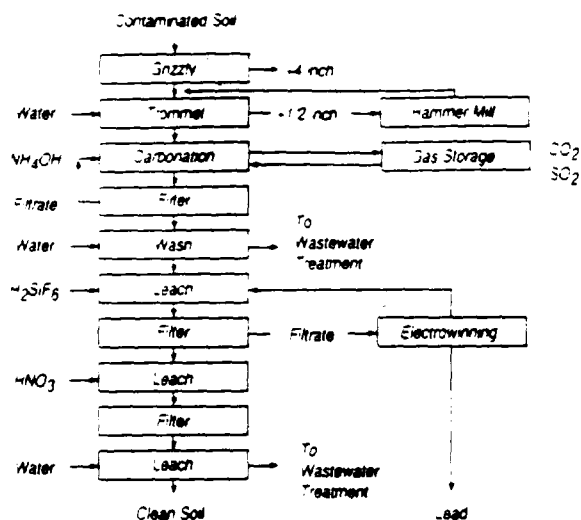 Contaminated Soil
Grizzly
+4 inch
Water
Trommel
+1/2 inch
Hammer Mill
NH4OH
Carbonation
Gas Storage
CO2
SO2
Filtrate
Filter
Water
Wash
To
Wastewater
Treatment
H2SiF6
Leach
Filter
Filtrate
Electrowinning
HNO3
Leach
Filter
Water
Leach
To
Wastewater
Treatment
Clean Soil
Lead